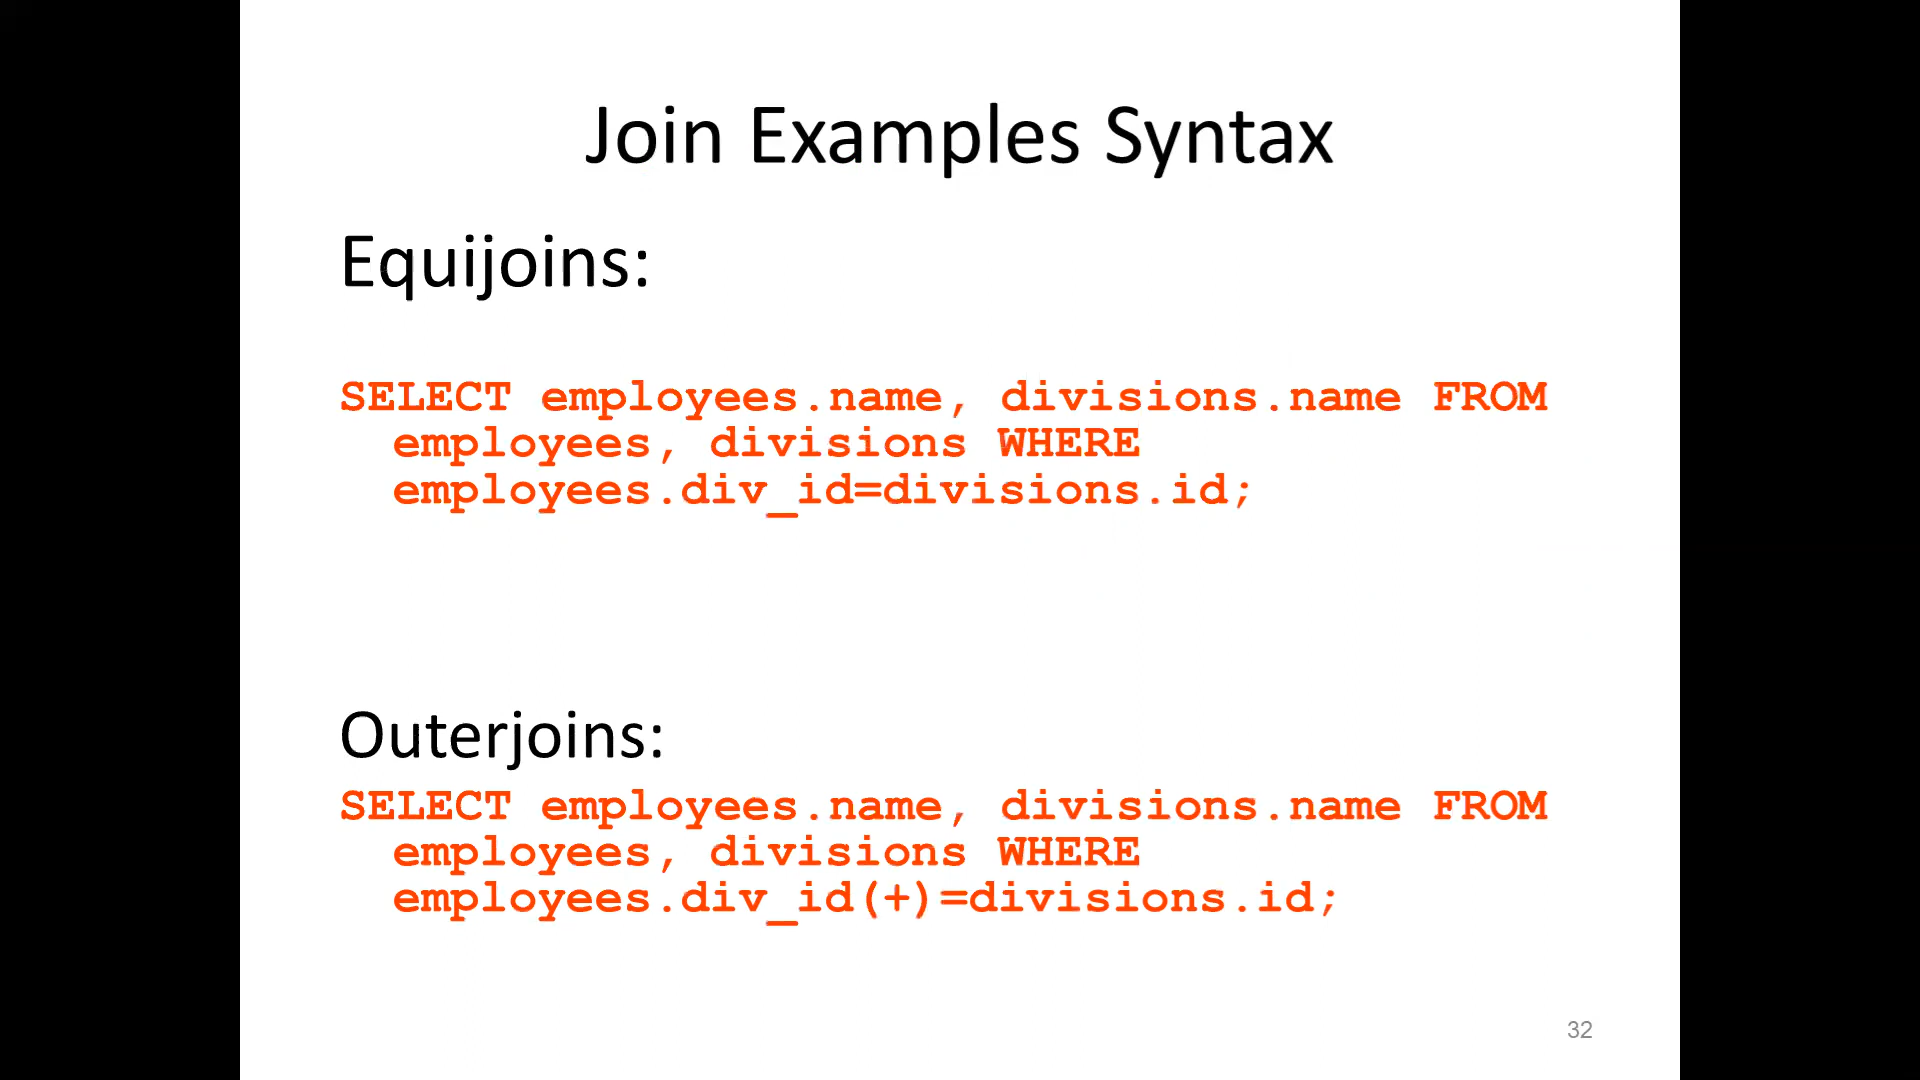 Join Examples Syntax
Equijoins:
SELECT employees.name, divisions.name FROM
employees, divisions WHERE
employees.div_id=divisions.id;
Outerjoins:
SELECT employees.name, divisions.name FROM
employees, divisions WHERE
employees.div_id(+)=divisions.id;
32